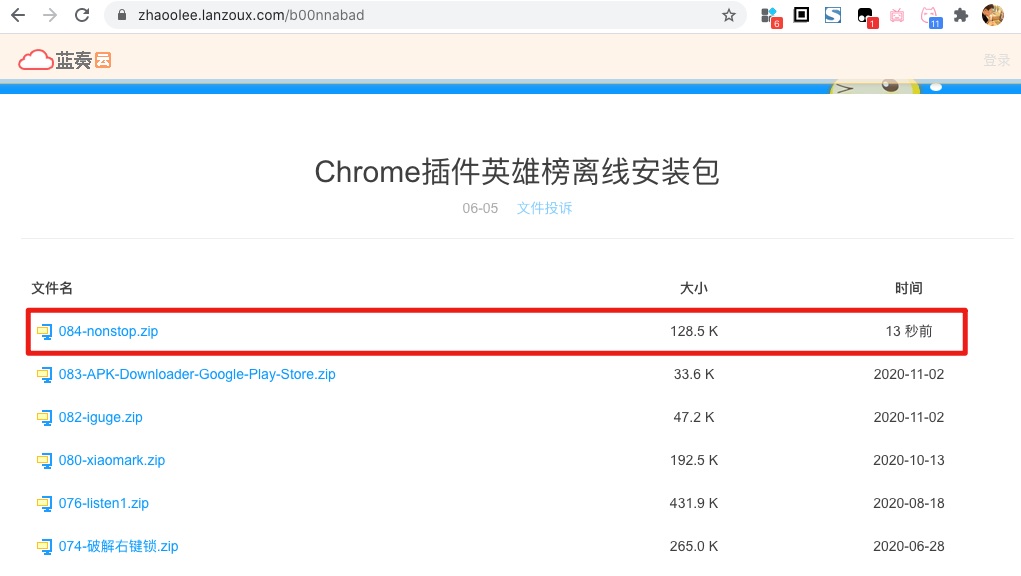 zhaoolee.lanzoux.com/b00nnabad
6 1 11
蓝奏云 登录
Chrome插件英雄榜离线安装包
06-05 文件投诉
文件名 大小 时间
084-nonstop.zip 128.5 K 13 秒前
083-APK-Downloader-Google-Play-Store.zip 33.6 K 2020-11-02
082-iguge.zip 47.2 K 2020-11-02
080-xiaomark.zip 192.5 K 2020-10-13
076-listen1.zip 431.9 K 2020-08-18
074-破解右键锁.zip 265.0 K 2020-06-28